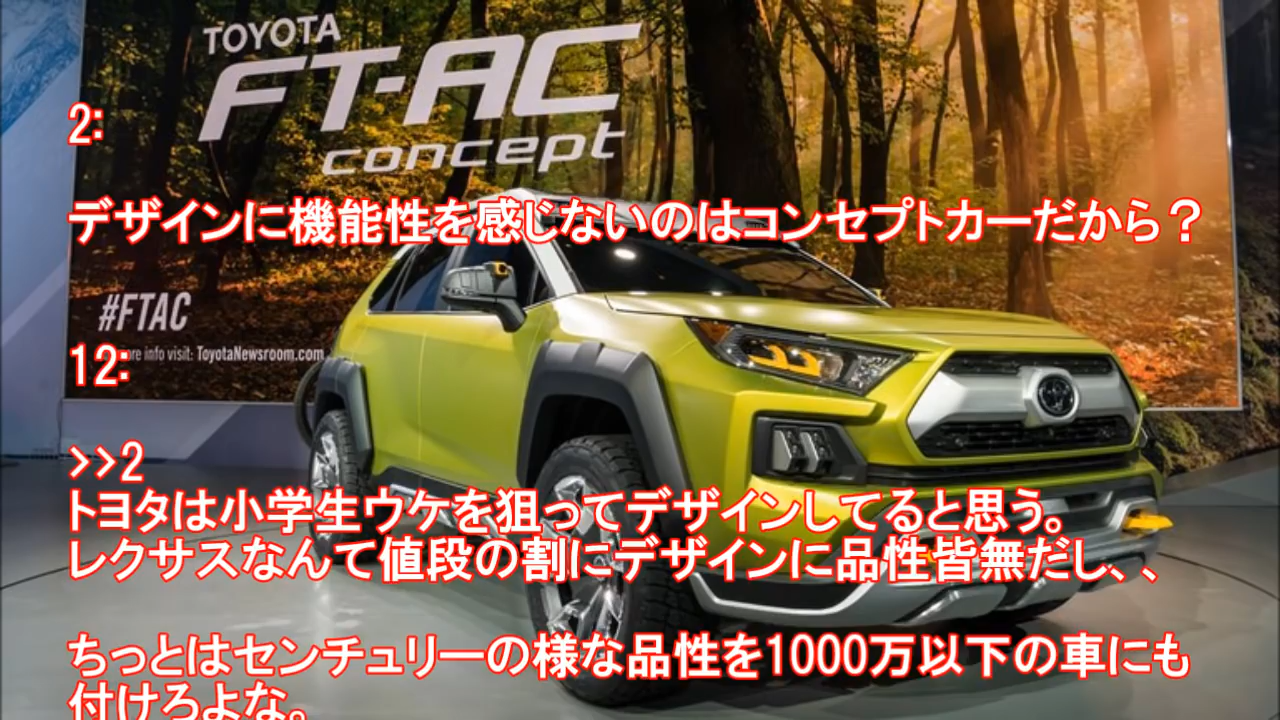 TOYOTA
FT-AC
concept
2:
デザインに機能性を感じないのはコンセプトカーだから？
#FTAC
12:
re info visit: ToyotaNewsroom.com
>>2
トヨタは小学生ウケを狙ってデザインしてると思う。
レクサスなんて値段の割にデザインに品性皆無だし、、
ちっとはセンチュリーの様な品性を1000万以下の車にも
付けろよな。